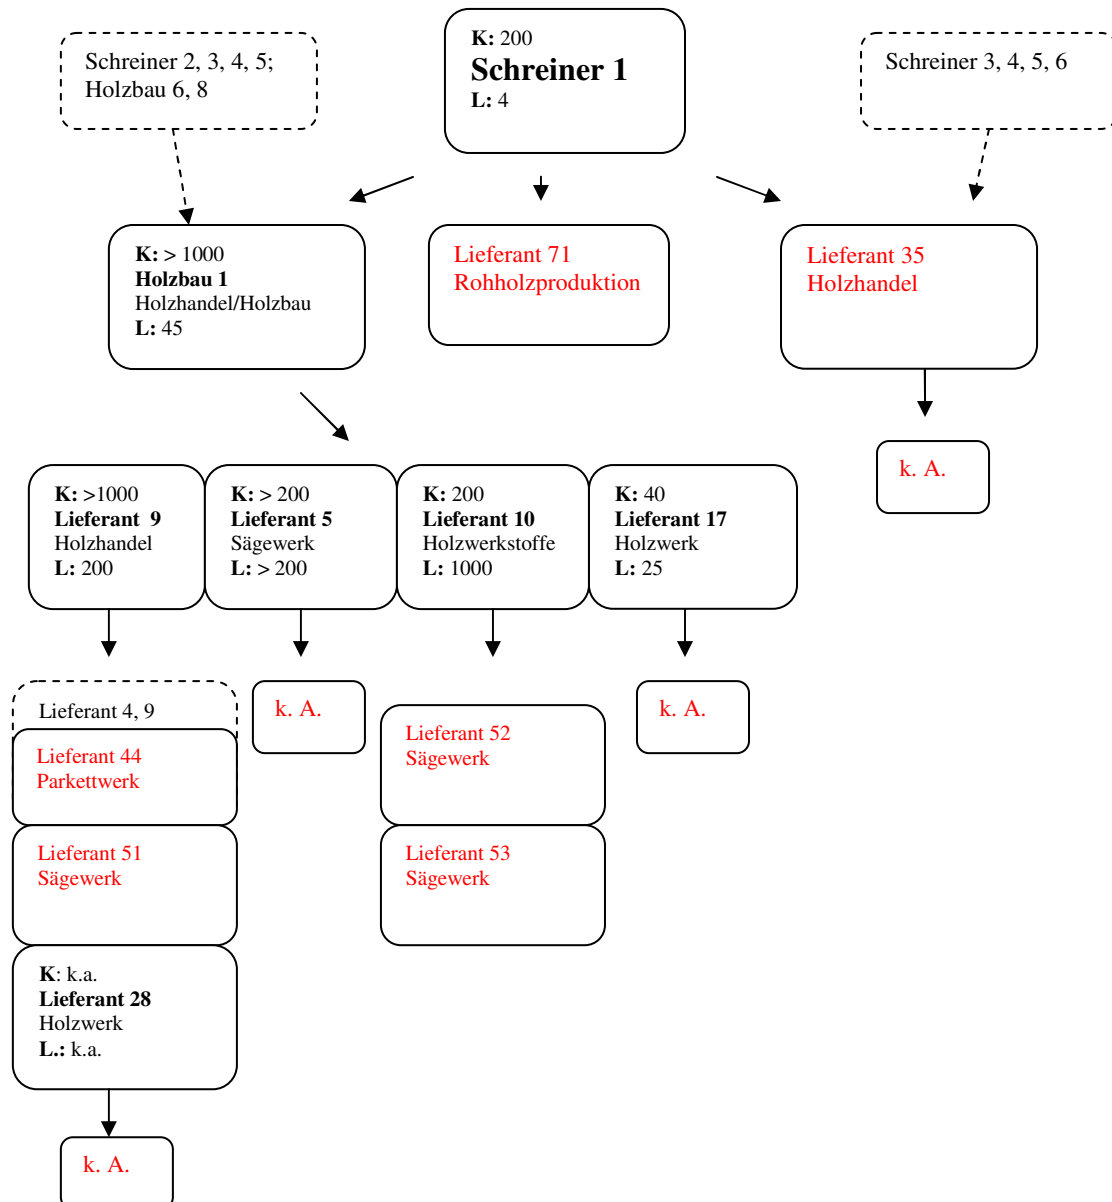 Schreiner 2, 3, 4, 5;
Holzbau 6, 8
K: 200
Schreiner 1
L: 4
Schreiner 3, 4, 5, 6
K: > 1000
Holzbau 1
Holzhandel/Holzbau
L: 45
Lieferant 71
Rohholzproduktion
Lieferant 35
Holzhandel
k. A.
K: >1000
Lieferant 9
Holzhandel
L: 200
K: > 200
Lieferant 5
Sägewerk
L: > 200
K: 200
Lieferant 10
Holzwerkstoffe
L: 1000
K: 40
Lieferant 17
Holzwerk
L: 25
Lieferant 4, 9
Lieferant 44
Parkettwerk
Lieferant 51
Sägewerk
K: k.a.
Lieferant 28
Holzwerk
L.: k.a.
k. A.
k. A.
Lieferant 52
Sägewerk
Lieferant 53
Sägewerk
k. A.